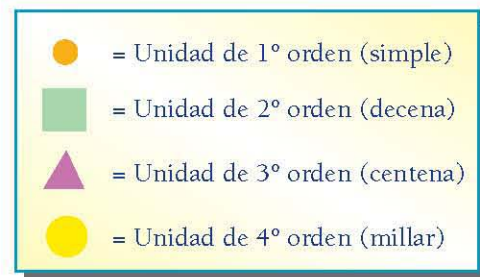 = Unidad de 1º orden (simple)
= Unidad de 2º orden (decena)
= Unidad de 3º orden (centena)
= Unidad de 4º orden (millar)